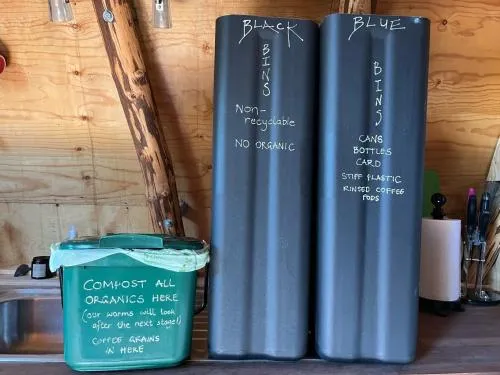 BLACK
BINS
Non-
recyclable
NO ORGANIC
BLUE
BINS
CANS
BOTTLES
CARD
STIFF PLASTIC
RINSED COFFEE
PODS
COMPOST ALL
ORGANICS HERE
(our worms will look
after the next stage!)
COFFEE GRAINS
IN HERE